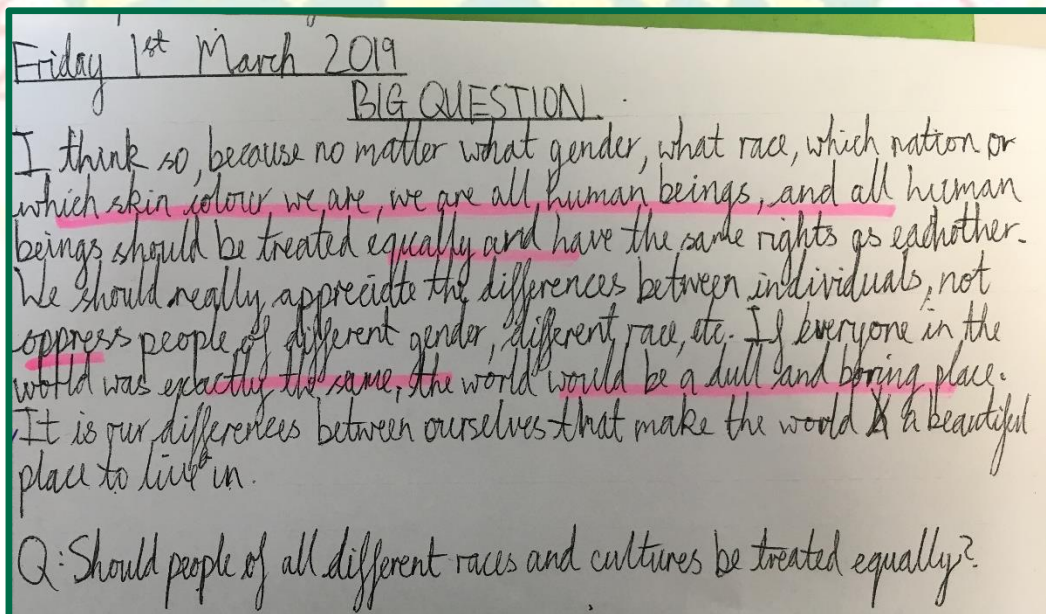 Friday 1st March 2019
BIG QUESTION.
I think so, because no matter what gender, what race, which nation or
which skin colour we are, we are all human beings, and all human
beings should be treated equally and have the same rights as eachother.
We should really appreciate the differences between individuals, not
oppress people of different gender, different race, etc. If everyone in the
world was exactly the same, the world would be a dull and boring place.
It is our differences between ourselves that make the world a beautiful
place to live in.
Q: Should people of all different races and cultures be treated equally?